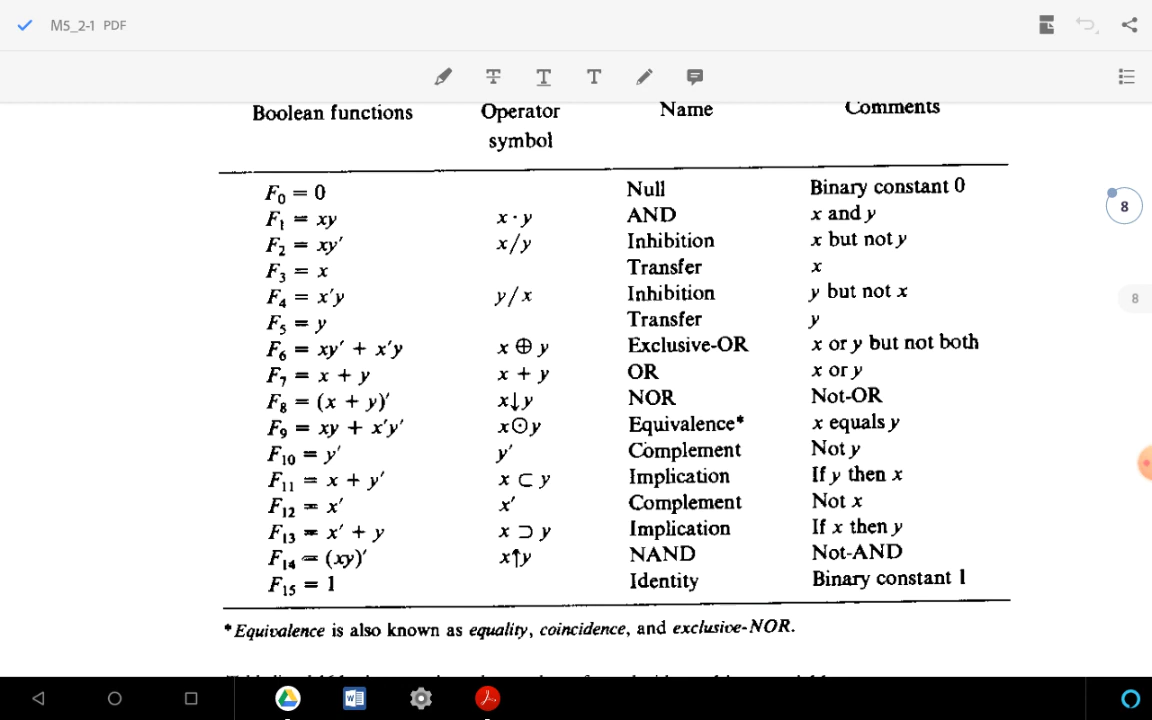 M5_2-1 PDF
Boolean functions Operator symbol Name Comments
F₀ = 0 Null Binary constant 0
F₁ = xy x · y AND x and y
F₂ = xy′ x/y Inhibition x but not y
F₃ = x Transfer x
F₄ = x′y y/x Inhibition y but not x
F₅ = y Transfer y
F₆ = xy′ + x′y x ⊕ y Exclusive-OR x or y but not both
F₇ = x + y x + y OR x or y
F₈ = (x + y)′ x↓y NOR Not-OR
F₉ = xy + x′y′ x⊙y Equivalence* x equals y
F₁₀ = y′ y′ Complement Not y
F₁₁ = x + y′ x ⊂ y Implication If y then x
F₁₂ = x′ x′ Complement Not x
F₁₃ = x′ + y x ⊃ y Implication If x then y
F₁₄ = (xy)′ x↑y NAND Not-AND
F₁₅ = 1 Identity Binary constant 1
*Equivalence is also known as equality, coincidence, and exclusive-NOR.
8
8